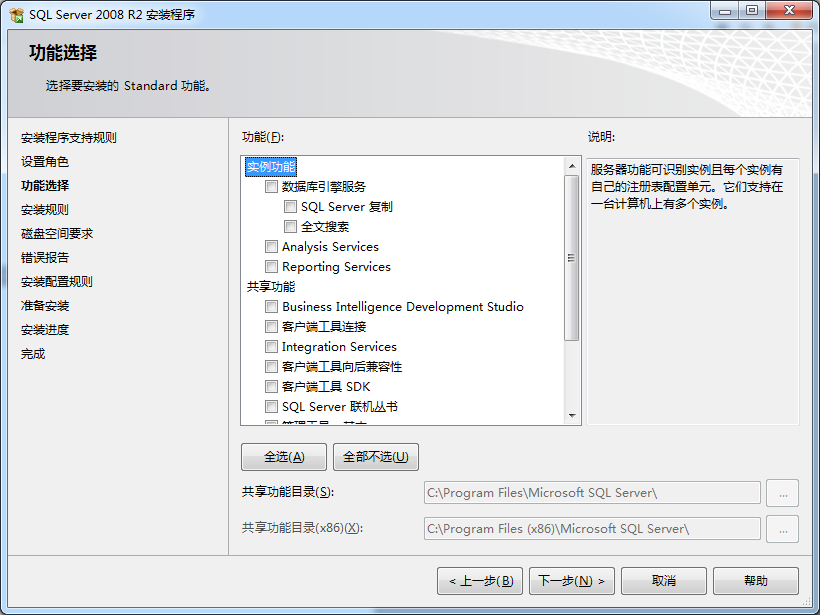 SQL Server 2008 R2 安装程序
功能选择
选择要安装的 Standard 功能。
安装程序支持规则
设置角色
功能选择
安装规则
磁盘空间要求
错误报告
安装配置规则
准备安装
安装进度
完成
功能(F):
实例功能
数据库引擎服务
SQL Server 复制
全文搜索
Analysis Services
Reporting Services
共享功能
Business Intelligence Development Studio
客户端工具连接
Integration Services
客户端工具向后兼容性
客户端工具 SDK
SQL Server 联机丛书
说明:
服务器功能可识别实例且每个实例有
自己的注册表配置单元。它们支持在
一台计算机上有多个实例。
全选(A) 全部不选(U)
共享功能目录(S): C:\Program Files\Microsoft SQL Server\ ...
共享功能目录(x86)(X): C:\Program Files (x86)\Microsoft SQL Server\ ...
< 上一步(B) 下一步(N) > 取消 帮助